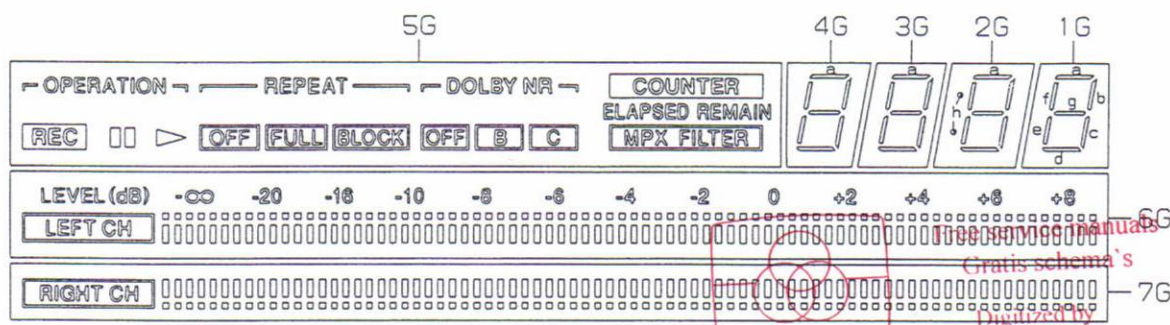 5G 4G 3G 2G 1G
OPERATION REPEAT DOLBY NR COUNTER a a a a
ELAPSED REMAIN f g b
REC OFF FULL BLOCK OFF B C MPX FILTER h e c
d
LEVEL (dB) -∞ -20 -16 -10 -8 -6 -4 -2 0 +2 +4 +6 +8
LEFT CH 6G
Free service manuals
Gratis schema`s
RIGHT CH 7G
Digitized by